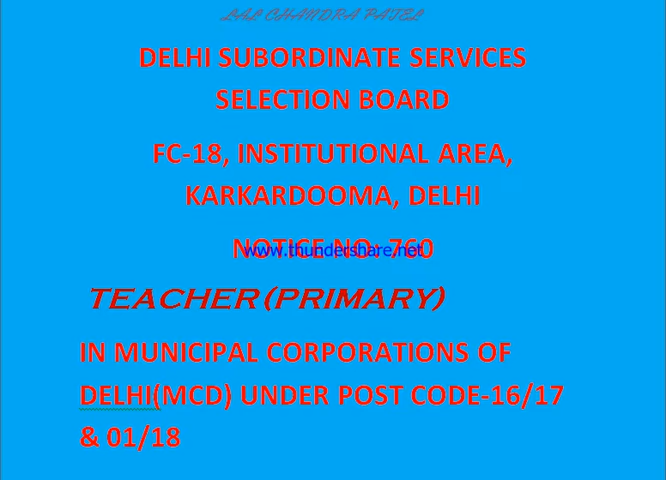 LAL CHANDRA PATEL
DELHI SUBORDINATE SERVICES
SELECTION BOARD
FC-18, INSTITUTIONAL AREA,
KARKARDOOMA, DELHI
NOTICE NO: 760
www.thundershare.net
TEACHER(PRIMARY)
IN MUNICIPAL CORPORATIONS OF
DELHI(MCD) UNDER POST CODE-16/17
& 01/18